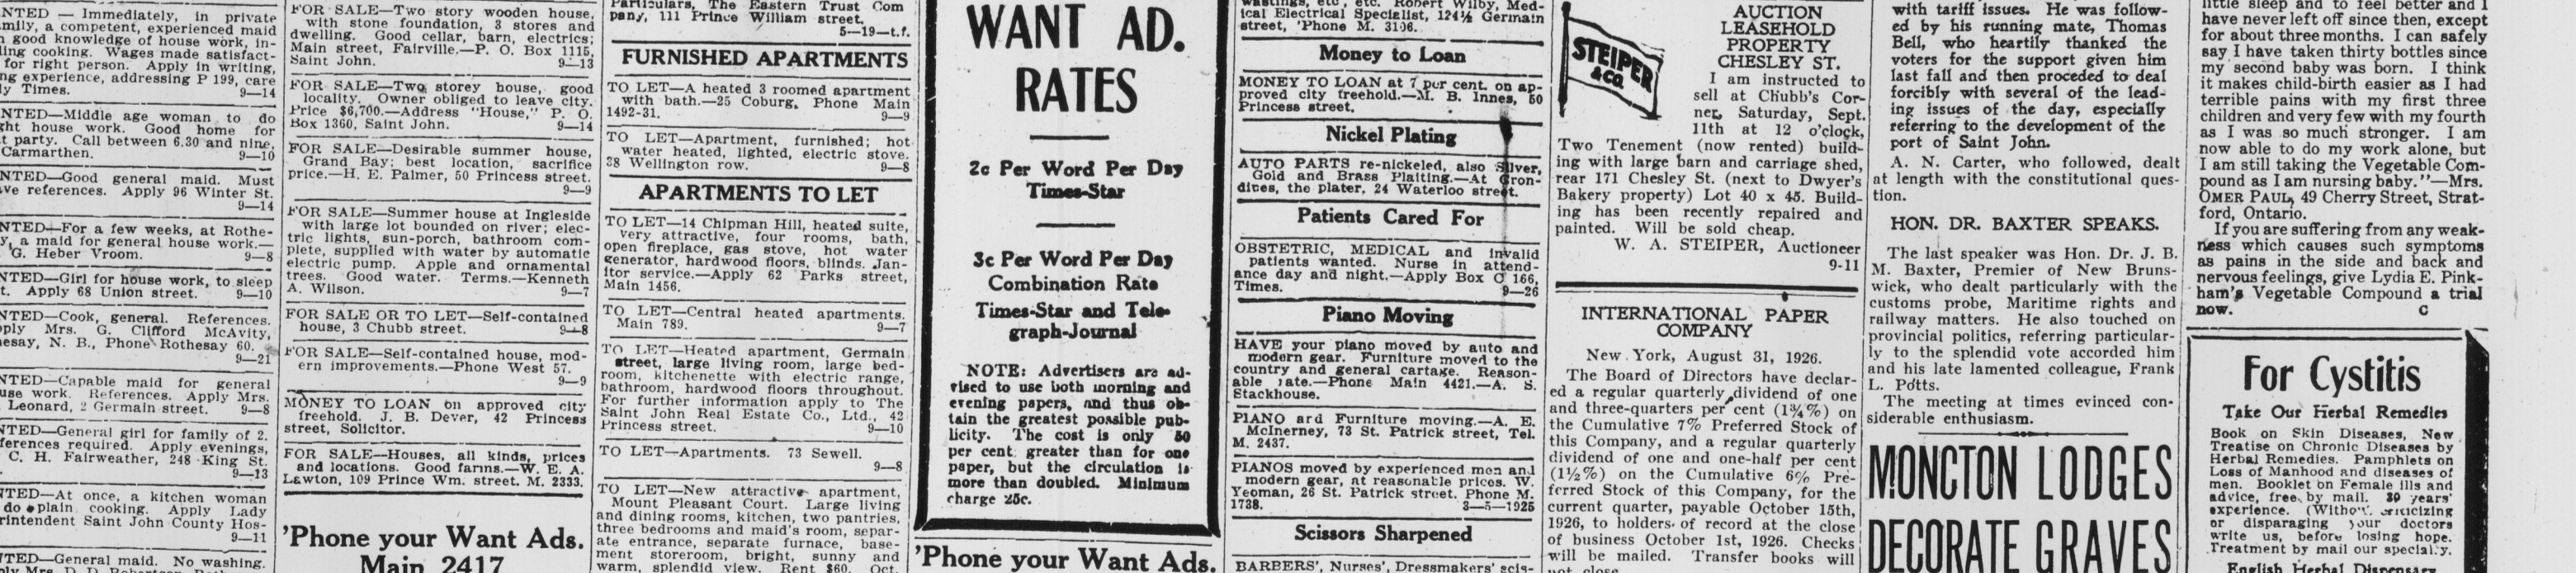 NTED — Immediately, in private
mily, a competent, experienced maid
good knowledge of house work, in-
ling cooking. Wages made satisfact-
for right person. Apply in writing,
ng experience, addressing P 199, care
ly Times. 9—14
NTED—Middle age woman to do
ght house work. Good home for
t party. Call between 6.30 and nine,
Carmarthen. 9—10
NTED—Good general maid. Must
ve references. Apply 96 Winter St.
9—14
NTED—For a few weeks, at Rothe-
y, a maid for general house work.—
G. Heber Vroom. 9—8
NTED—Girl for house work, to sleep
t. Apply 68 Union street. 9—10
NTED—Cook, general. References.
ply Mrs. G. Clifford McAvity,
esay, N. B., Phone Rothesay 60.
9—21
NTED—Capable maid for general
use work. References. Apply Mrs.
Leonard, 2 Germain street. 9—8
NTED—General girl for family of 2.
ferences required. Apply evenings,
C. H. Fairweather, 248 King St.
9—13
NTED—At once, a kitchen woman
do plain cooking. Apply Lady
rintendent Saint John County Hos-
9—11
NTED—General maid. No washing.
FOR SALE—Two story wooden house,
with stone foundation, 3 stores and
dwelling. Good cellar, barn, electrics;
Main street, Fairville.—P. O. Box 1115,
Saint John. 9—13
FOR SALE—Two storey house, good
locality. Owner obliged to leave city.
Price $6,700.—Address "House," P. O.
Box 1360, Saint John. 9—14
FOR SALE—Desirable summer house,
Grand Bay; best location, sacrifice
price.—H. E. Palmer, 50 Princess street.
9—9
FOR SALE—Summer house at Ingleside
with large lot bounded on river; elec-
tric lights, sun-porch, bathroom com-
plete, supplied with water by automatic
electric pump. Apple and ornamental
trees. Good water. Terms.—Kenneth
A. Wilson. 9—7
FOR SALE OR TO LET—Self-contained
house, 3 Chubb street. 9—8
FOR SALE—Self-contained house, mod-
ern improvements.—Phone West 57.
9—9
MONEY TO LOAN on approved city
freehold. J. B. Dever, 42 Princess
street, Solicitor.
FOR SALE—Houses, all kinds, prices
and locations. Good farms.—W. E. A.
Lawton, 109 Prince Wm. street. M. 2333.
'Phone your Want Ads.
Main 2417
Particulars, The Eastern Trust Com
pany, 111 Prince William street.
5—19—t.f.
FURNISHED APARTMENTS
TO LET—A heated 3 roomed apartment
with bath.—25 Coburg, Phone Main
1492-31. 9—9
TO LET—Apartment, furnished; hot
water heated, lighted, electric stove.
38 Wellington row. 9—8
APARTMENTS TO LET
TO LET—14 Chipman Hill, heated suite,
very attractive, four rooms, bath,
open fireplace, gas stove, hot water
generator, hardwood floors, blinds. Jan-
itor service.—Apply 62 Parks street,
Main 1456.
TO LET—Central heated apartments.
Main 789. 9—7
TO LET—Heated apartment, Germain
street, large living room, large bed-
room, kitchenette with electric range,
bathroom, hardwood floors throughout.
For further information apply to The
Saint John Real Estate Co., Ltd., 42
Princess street. 9—10
TO LET—Apartments. 73 Sewell.
9—8
TO LET—New attractive apartment,
Mount Pleasant Court. Large living
and dining rooms, kitchen, two pantries,
three bedrooms and maid's room, separ-
ate entrance, separate furnace, base-
ment storeroom, bright, sunny and
warm, splendid view. Rent $60. Oct.
WANT AD.
RATES
2c Per Word Per Day
Times-Star
3c Per Word Per Day
Combination Rate
Times-Star and Tele-
graph-Journal
NOTE: Advertisers are ad-
vised to use both morning and
evening papers, and thus ob-
tain the greatest possible pub-
licity. The cost is only 50
per cent greater than for one
paper, but the circulation is
more than doubled. Minimum
charge 25c.
'Phone your Want Ads.
wastings, etc., etc. Robert Wilby, Med-
ical Electrical Specialist, 124½ Germain
street, 'Phone M. 3106.
Money to Loan
MONEY TO LOAN at 7 per cent. on ap-
proved city freehold.—M. B. Innes, 50
Princess street.
Nickel Plating
AUTO PARTS re-nickeled, also Silver,
Gold and Brass Plaiting.—At Gron-
dines, the plater, 24 Waterloo street.
Patients Cared For
OBSTETRIC, MEDICAL and invalid
patients wanted. Nurse in attend-
ance day and night.—Apply Box C 166,
Times. 9—26
Piano Moving
HAVE your piano moved by auto and
modern gear. Furniture moved to the
country and general cartage. Reason-
able rate.—Phone Main 4421.—A. S.
Stackhouse.
PIANO ard Furniture moving.—A. E.
McInerney, 73 St. Patrick street, Tel.
M. 2437.
PIANOS moved by experienced men and
modern gear, at reasonable prices. W.
Yeoman, 26 St. Patrick street. Phone M.
1738. 3—5—1925
Scissors Sharpened
BARBERS', Nurses', Dressmakers' scis-
STEIPER
& Co
AUCTION
LEASEHOLD
PROPERTY
CHESLEY ST.
I am instructed to
sell at Chubb's Cor-
ner, Saturday, Sept.
11th at 12 o'clock,
Two Tenement (now rented) build-
ing with large barn and carriage shed,
rear 171 Chesley St. (next to Dwyer's
Bakery property) Lot 40 x 45. Build-
ing has been recently repaired and
painted. Will be sold cheap.
W. A. STEIPER, Auctioneer
9-11
INTERNATIONAL PAPER
COMPANY
New York, August 31, 1926.
The Board of Directors have declar-
ed a regular quarterly dividend of one
and three-quarters per cent (1¾%) on
the Cumulative 7% Preferred Stock of
this Company, and a regular quarterly
dividend of one and one-half per cent
(1½%) on the Cumulative 6% Pre-
ferred Stock of this Company, for the
current quarter, payable October 15th,
1926, to holders of record at the close
of business October 1st, 1926. Checks
will be mailed. Transfer books will
not close.
with tariff issues. He was follow-
ed by his running mate, Thomas
Bell, who heartily thanked the
voters for the support given him
last fall and then proceded to deal
forcibly with several of the lead-
ing issues of the day, especially
referring to the development of the
port of Saint John.
A. N. Carter, who followed, dealt
at length with the constitutional ques-
tion.
HON. DR. BAXTER SPEAKS.
The last speaker was Hon. Dr. J. B.
M. Baxter, Premier of New Bruns-
wick, who dealt particularly with the
customs probe, Maritime rights and
railway matters. He also touched on
provincial politics, referring particular-
ly to the splendid vote accorded him
and his late lamented colleague, Frank
L. Potts.
The meeting at times evinced con-
siderable enthusiasm.
MONCTON LODGES
DECORATE GRAVES
little sleep and to feel better and I
have never left off since then, except
for about three months. I can safely
say I have taken thirty bottles since
my second baby was born. I think
it makes child-birth easier as I had
terrible pains with my first three
children and very few with my fourth
as I was so much stronger. I am
now able to do my work alone, but
I am still taking the Vegetable Com-
pound as I am nursing baby."—Mrs.
OMER PAUL, 49 Cherry Street, Strat-
ford, Ontario.
If you are suffering from any weak-
ness which causes such symptoms
as pains in the side and back and
nervous feelings, give Lydia E. Pink-
ham's Vegetable Compound a trial
now. C
For Cystitis
Take Our Herbal Remedies
Book on Skin Diseases, New
Treatise on Chronic Diseases by
Herbal Remedies. Pamphlets on
Loss of Manhood and diseases of
men. Booklet on Female ills and
advice, free by mail. 30 years'
experience. (Without criticizing
or disparaging your doctors
write us, before losing hope.
Treatment by mail our specialty.
English Herbal Dispensary